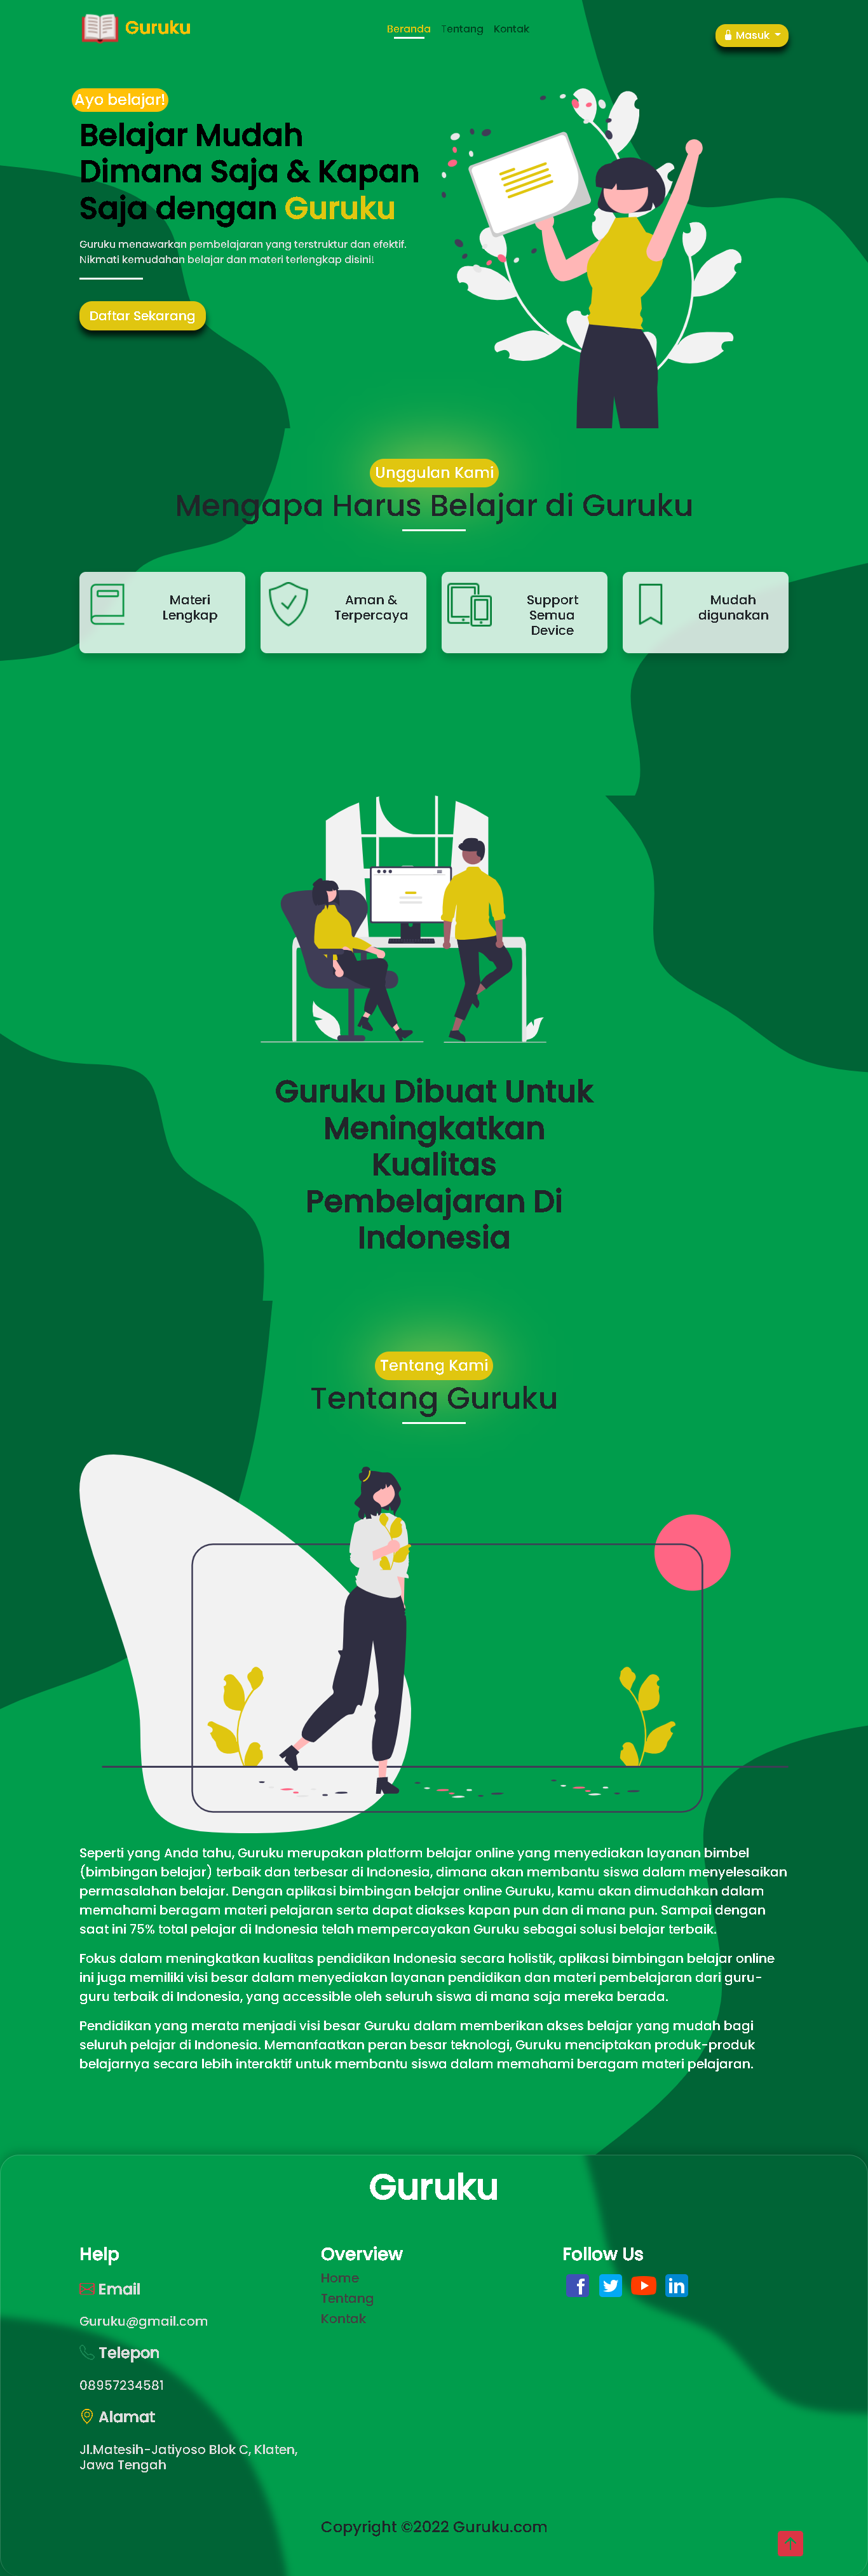 Guruku
Beranda Tentang Kontak
Masuk
Ayo belajar!
Belajar Mudah
Dimana Saja & Kapan
Saja dengan Guruku
Guruku menawarkan pembelajaran yang terstruktur dan efektif.
Nikmati kemudahan belajar dan materi terlengkap disini!
Daftar Sekarang
Unggulan Kami
Mengapa Harus Belajar di Guruku
Materi
Lengkap
Aman &
Terpercaya
Support
Semua
Device
Mudah
digunakan
Guruku Dibuat Untuk
Meningkatkan
Kualitas
Pembelajaran Di
Indonesia
Tentang Kami
Tentang Guruku
Seperti yang Anda tahu, Guruku merupakan platform belajar online yang menyediakan layanan bimbel
(bimbingan belajar) terbaik dan terbesar di Indonesia, dimana akan membantu siswa dalam menyelesaikan
permasalahan belajar. Dengan aplikasi bimbingan belajar online Guruku, kamu akan dimudahkan dalam
memahami beragam materi pelajaran serta dapat diakses kapan pun dan di mana pun. Sampai dengan
saat ini 75% total pelajar di Indonesia telah mempercayakan Guruku sebagai solusi belajar terbaik.
Fokus dalam meningkatkan kualitas pendidikan Indonesia secara holistik, aplikasi bimbingan belajar online
ini juga memiliki visi besar dalam menyediakan layanan pendidikan dan materi pembelajaran dari guru-
guru terbaik di Indonesia, yang accessible oleh seluruh siswa di mana saja mereka berada.
Pendidikan yang merata menjadi visi besar Guruku dalam memberikan akses belajar yang mudah bagi
seluruh pelajar di Indonesia. Memanfaatkan peran besar teknologi, Guruku menciptakan produk-produk
belajarnya secara lebih interaktif untuk membantu siswa dalam memahami beragam materi pelajaran.
Guruku
Help
Email
Guruku@gmail.com
Telepon
08957234581
Alamat
Jl.Matesih-Jatiyoso Blok C, Klaten,
Jawa Tengah
Overview
Home
Tentang
Kontak
Follow Us
Copyright ©2022 Guruku.com